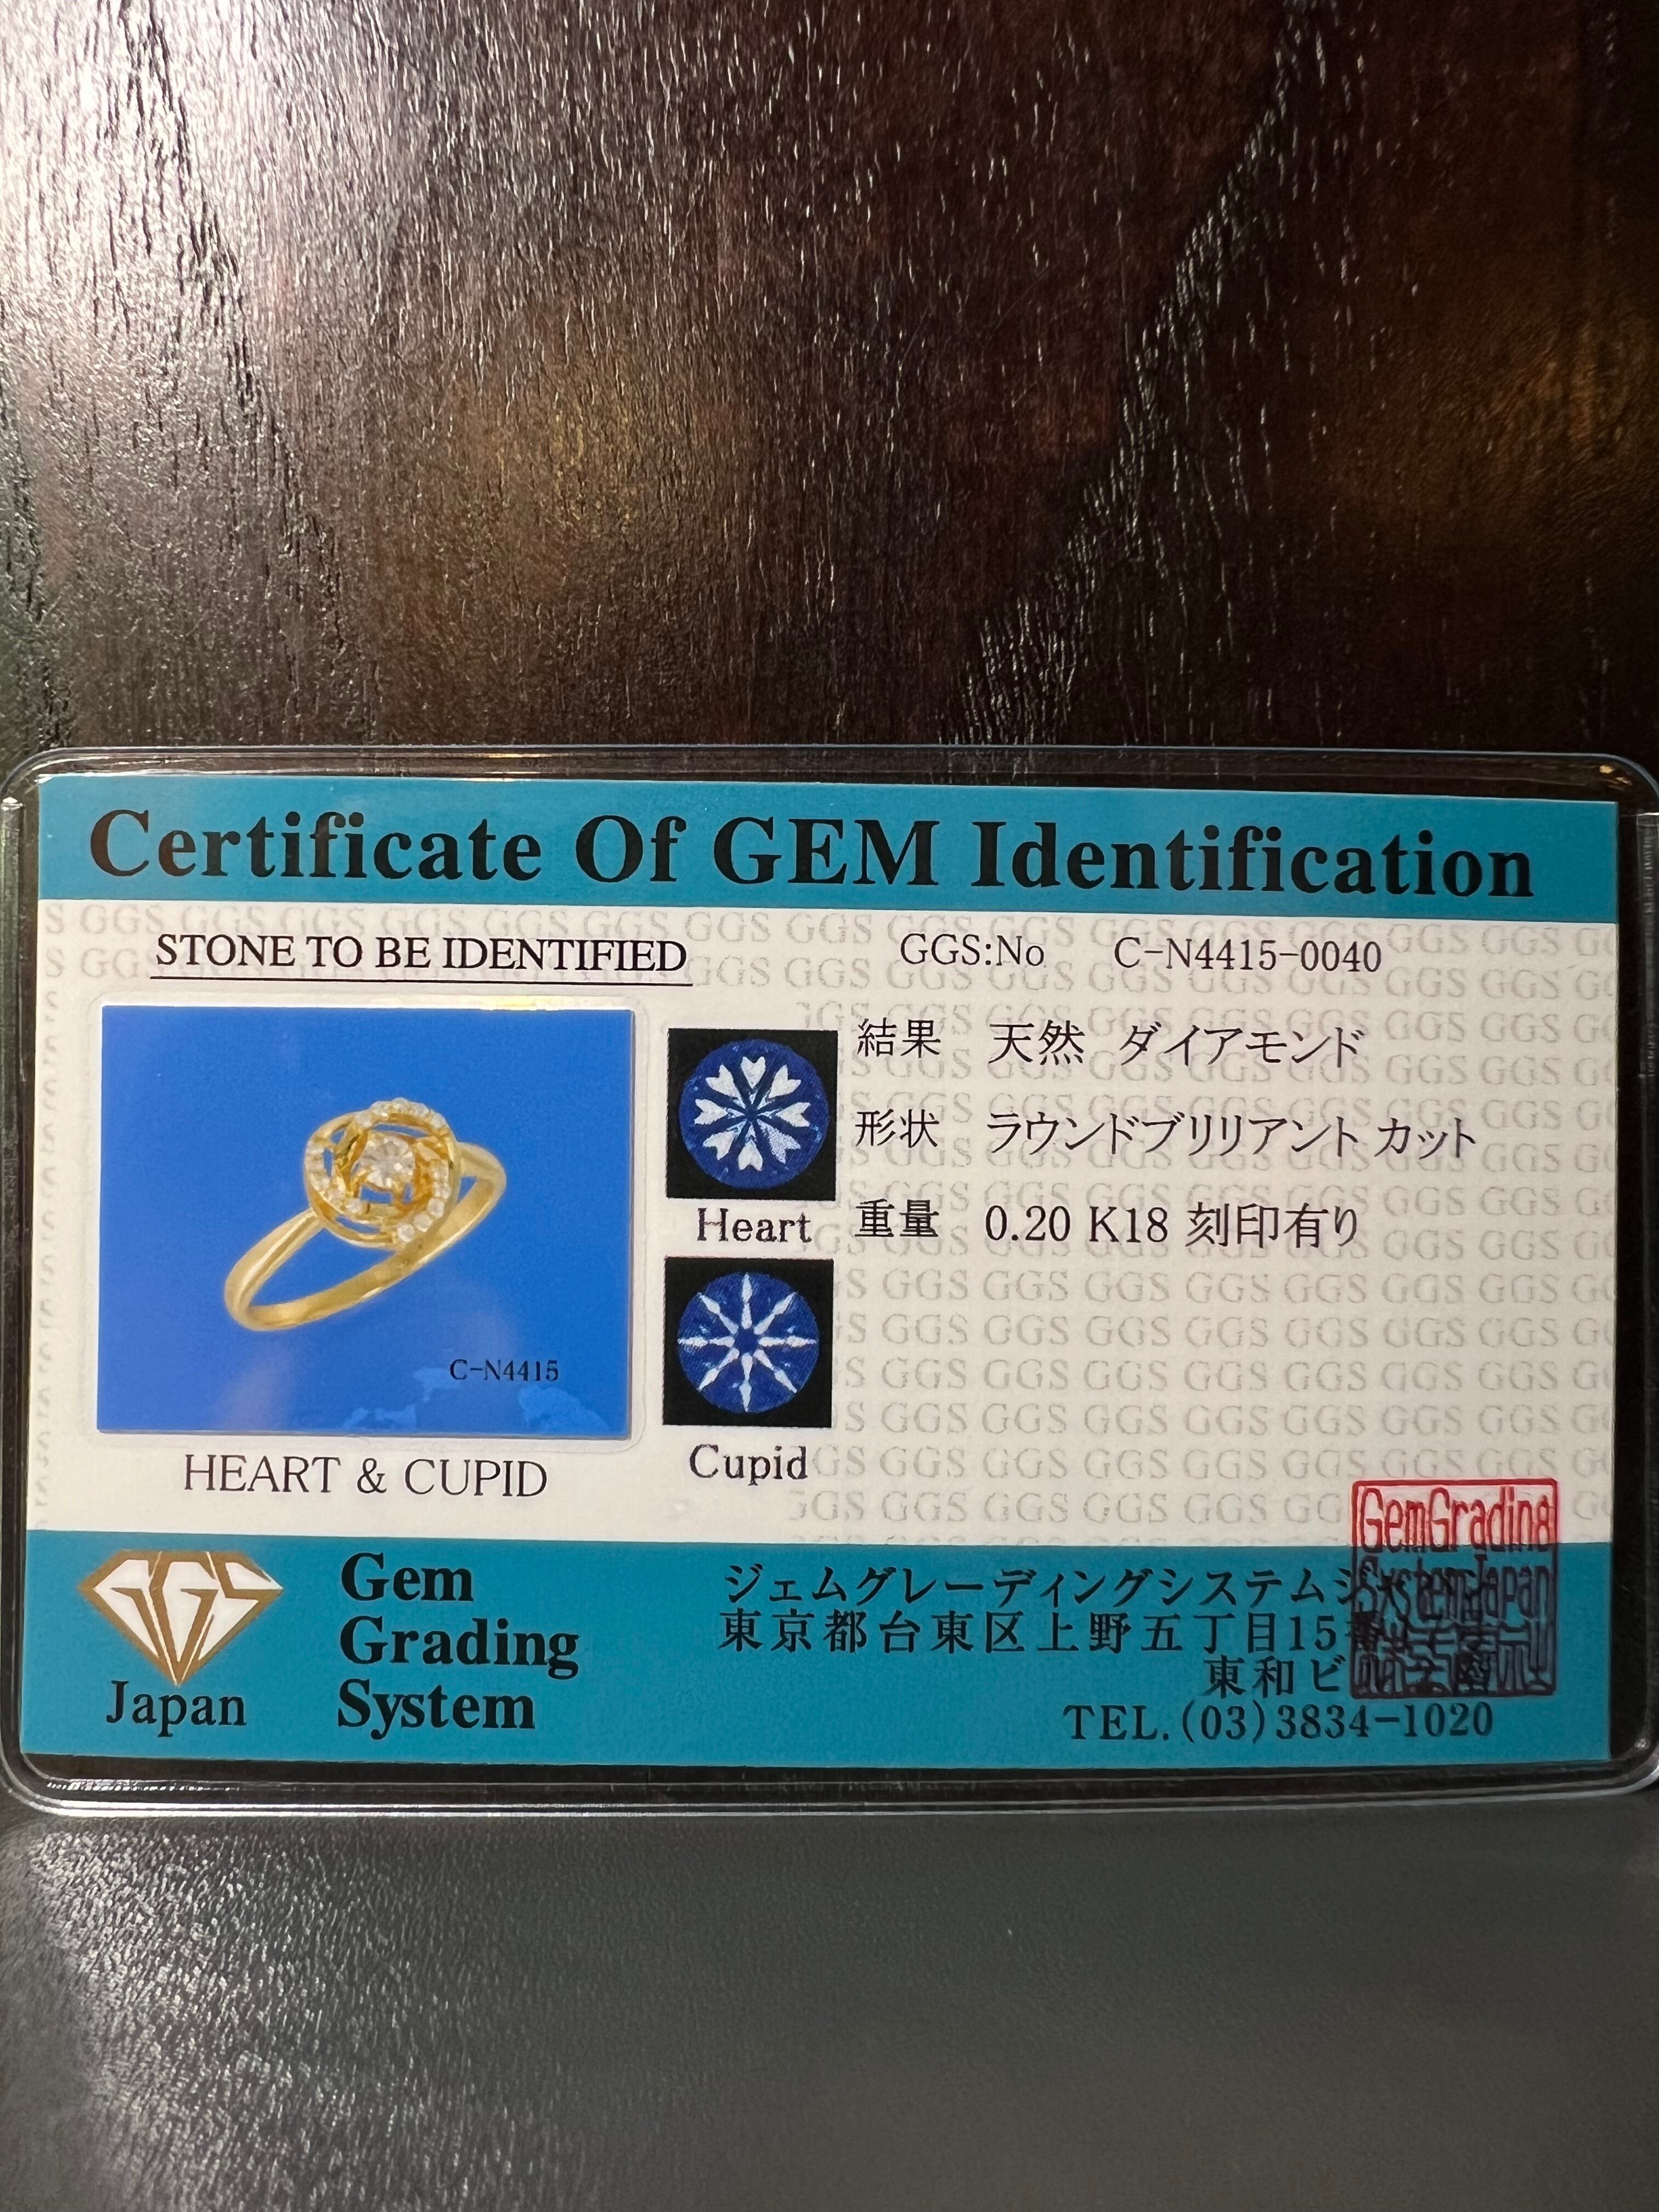 Certificate Of GEM Identification
STONE TO BE IDENTIFIED
GGS:No C-N4415-0040
結果 天然 ダイアモンド
形状 ラウンドブリリアント カット
重量 0.20 K18 刻印有り
Heart
Cupid
C-N4415
HEART & CUPID
GGS
Japan
Gem
Grading
System
ジェムグレーディングシステム
東京都台東区上野五丁目15番
東和ビ
TEL.(03)3834-1020
GemGrading
SystemJapan